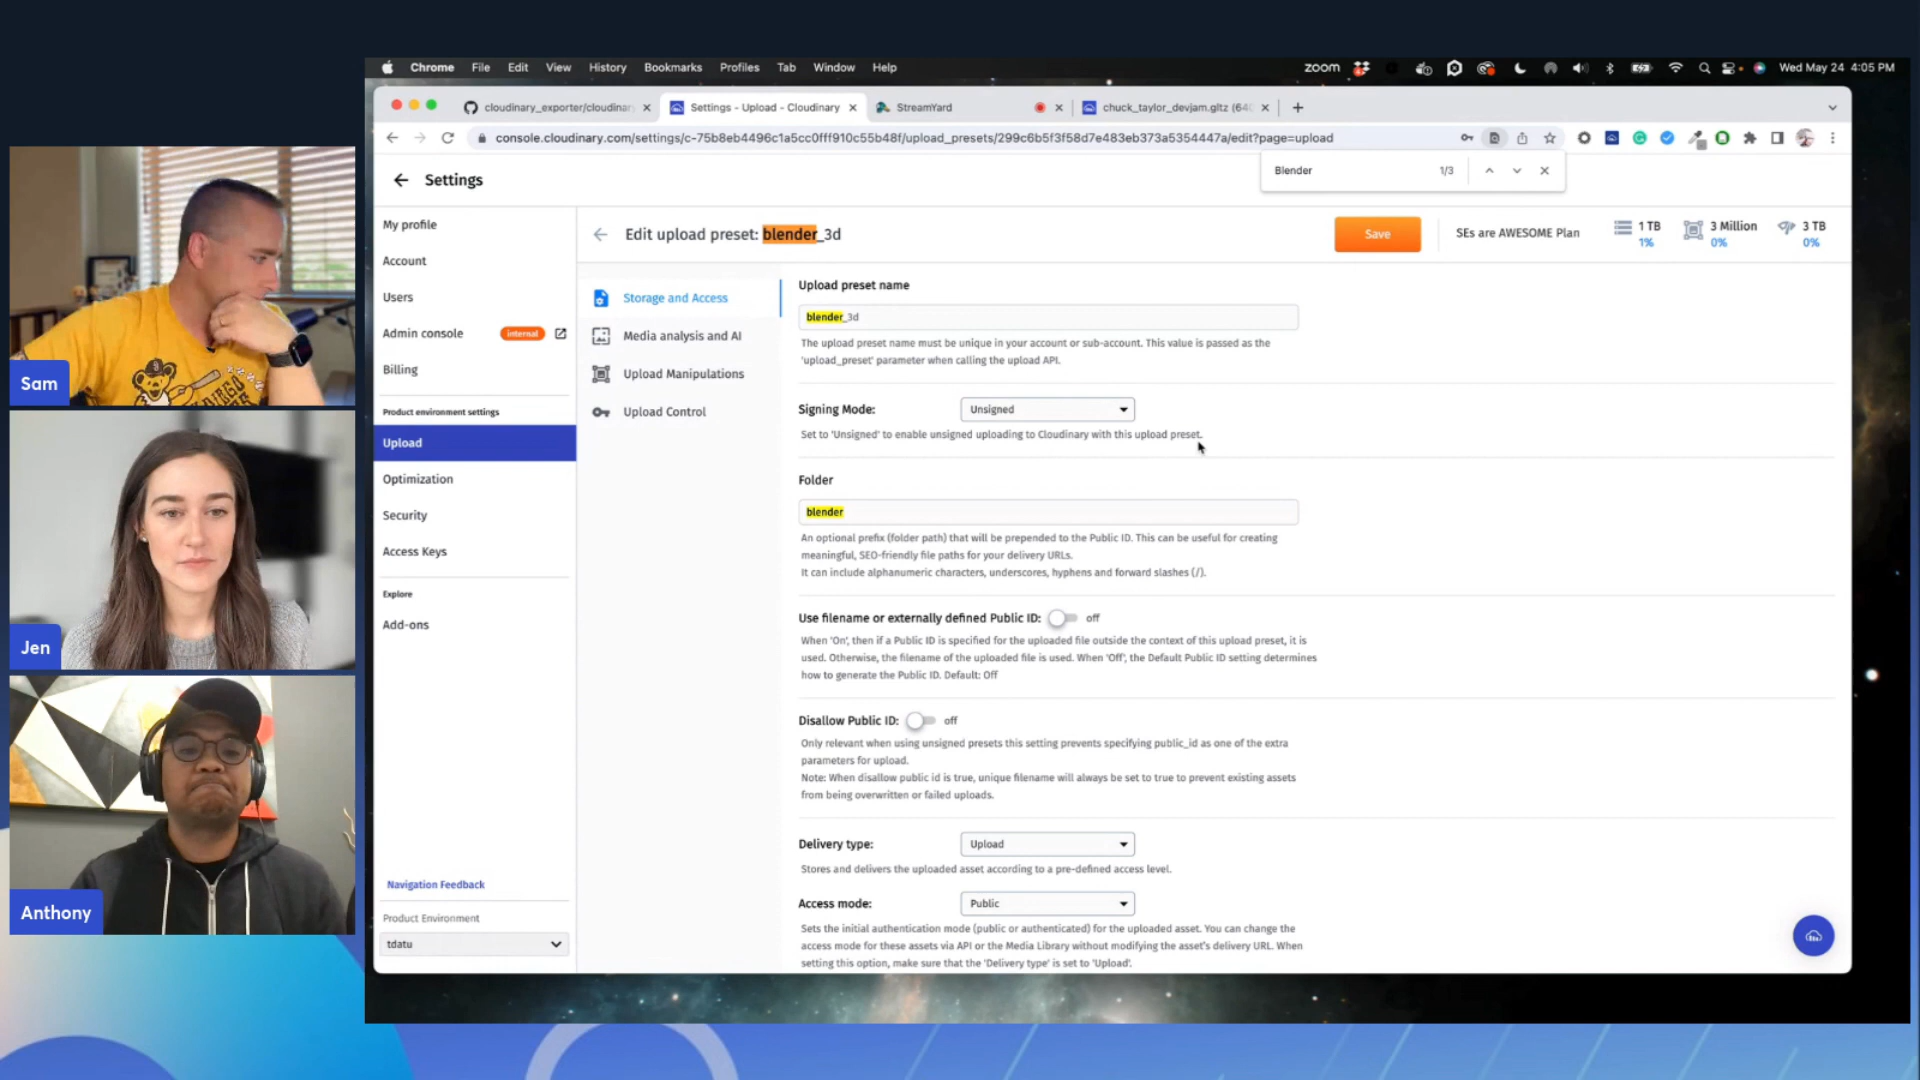 Chrome File Edit View History Bookmarks Profiles Tab Window Help
zoom Wed May 24 4:05 PM
cloudinary_exporter/cloudinar
Settings - Upload - Cloudinary
StreamYard
chuck_taylor_devjam.gltz (640
console.cloudinary.com/settings/c-75b8eb4496c1a5cc0fff910c55b48f/upload_presets/299c6b5f3f58d7e483eb373a5354447a/edit?page=upload
Blender 1/3
Settings
My profile
Account
Users
Admin console internal
Billing
Product environment settings
Upload
Optimization
Security
Access Keys
Explore
Add-ons
Navigation Feedback
Product Environment
tdatu
Edit upload preset: blender_3d
Save
SEs are AWESOME Plan
1 TB
1%
3 Million
0%
3 TB
0%
Storage and Access
Media analysis and AI
Upload Manipulations
Upload Control
Upload preset name
blender_3d
The upload preset name must be unique in your account or sub-account. This value is passed as the
'upload_preset' parameter when calling the upload API.
Signing Mode: Unsigned
Set to 'Unsigned' to enable unsigned uploading to Cloudinary with this upload preset.
Folder
blender
An optional prefix (folder path) that will be prepended to the Public ID. This can be useful for creating
meaningful, SEO-friendly file paths for your delivery URLs.
It can include alphanumeric characters, underscores, hyphens and forward slashes (/).
Use filename or externally defined Public ID: off
When 'On', then if a Public ID is specified for the uploaded file outside the context of this upload preset, it is
used. Otherwise, the filename of the uploaded file is used. When 'Off', the Default Public ID setting determines
how to generate the Public ID. Default: Off
Disallow Public ID: off
Only relevant when using unsigned presets this setting prevents specifying public_id as one of the extra
parameters for upload.
Note: When disallow public id is true, unique filename will always be set to true to prevent existing assets
from being overwritten or failed uploads.
Delivery type: Upload
Stores and delivers the uploaded asset according to a pre-defined access level.
Access mode: Public
Sets the initial authentication mode (public or authenticated) for the uploaded asset. You can change the
access mode for these assets via API or the Media Library without modifying the asset's delivery URL. When
setting this option, make sure that the 'Delivery type' is set to 'Upload'.
Sam
Jen
Anthony